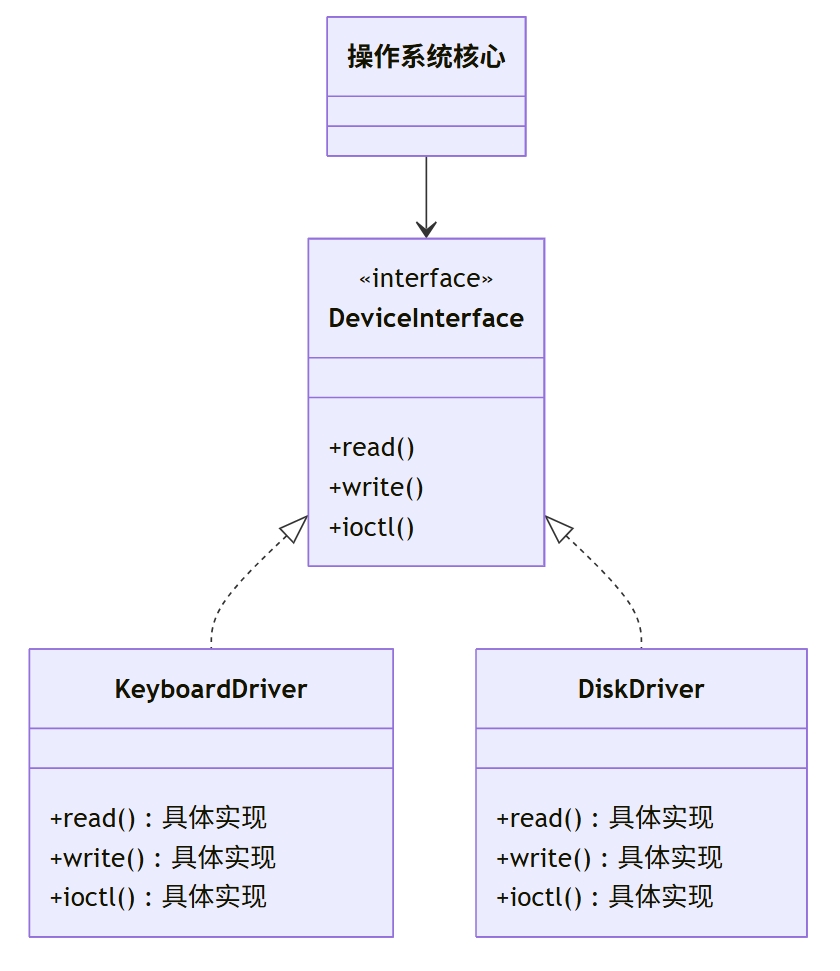 操作系统核心
«interface»
DeviceInterface
+read()
+write()
+ioctl()
KeyboardDriver
+read() : 具体实现
+write() : 具体实现
+ioctl() : 具体实现
DiskDriver
+read() : 具体实现
+write() : 具体实现
+ioctl() : 具体实现